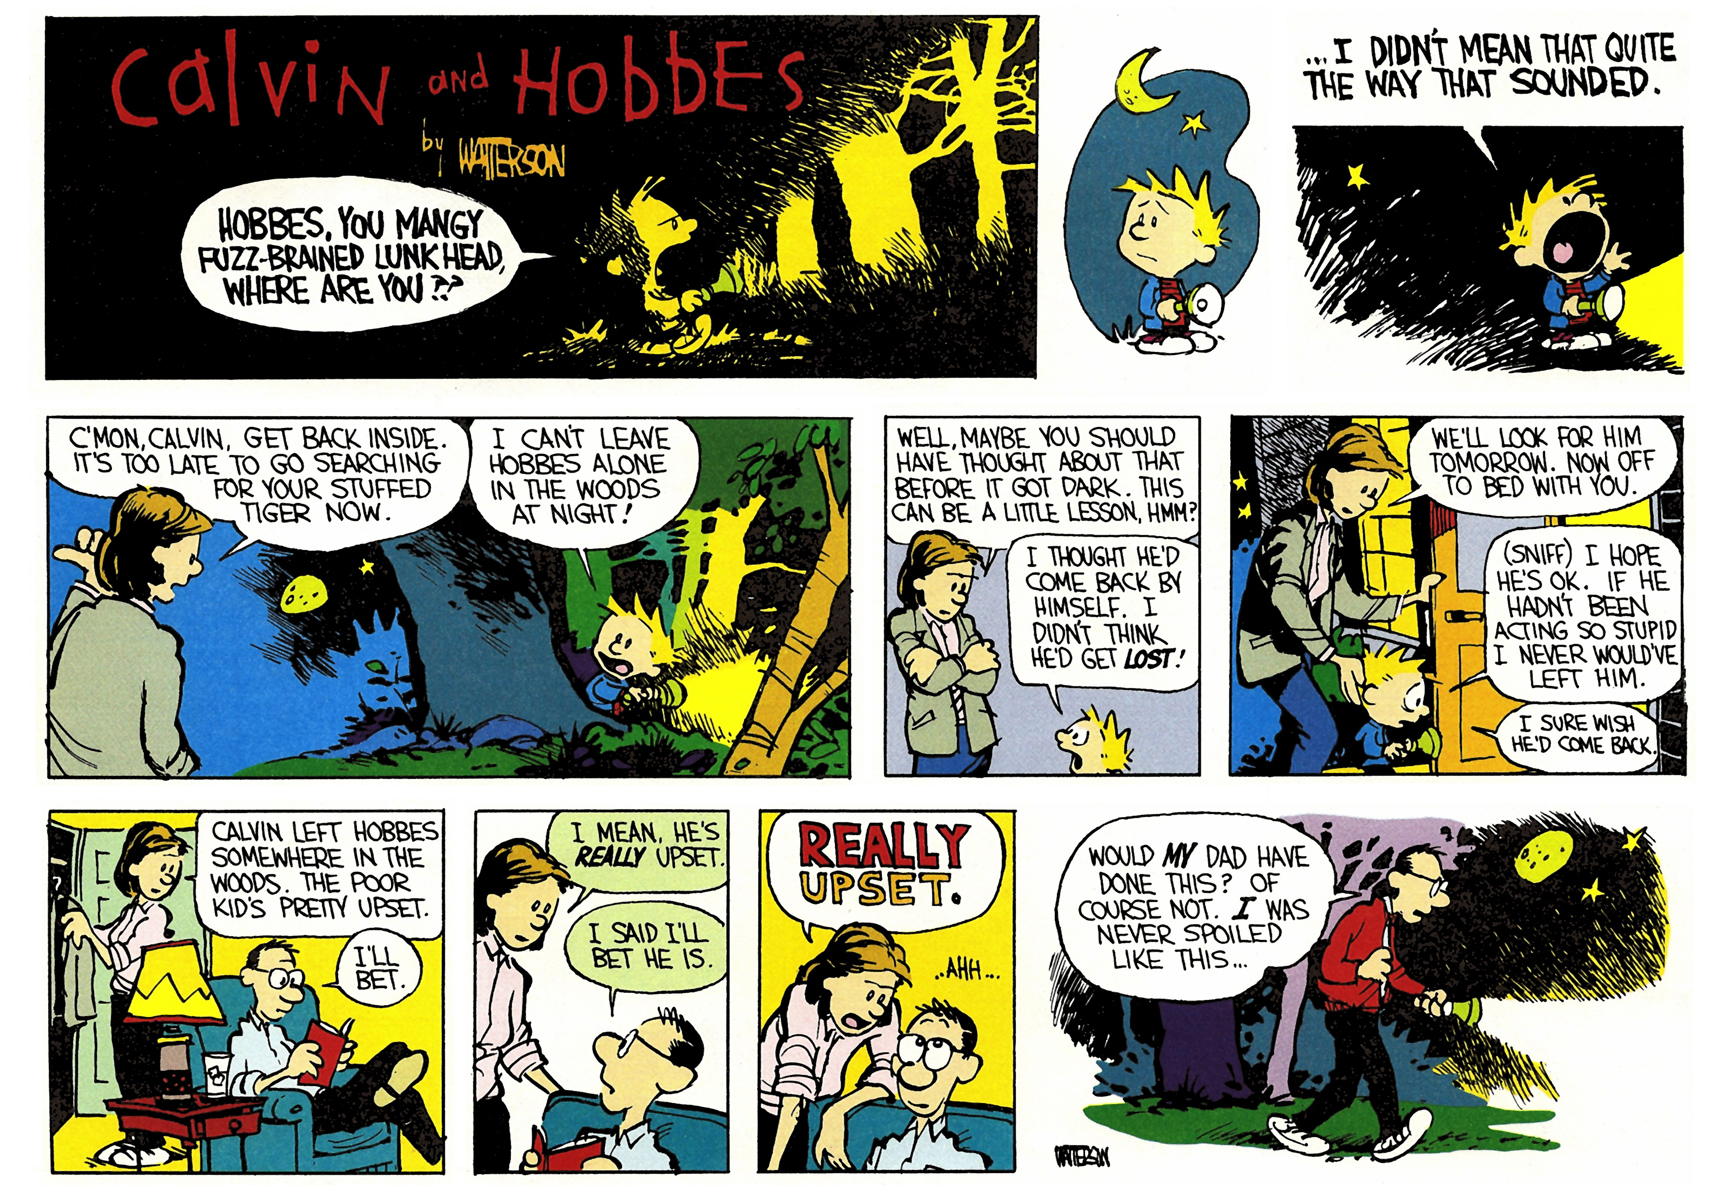 Calvin and Hobbes
by WATTERSON
HOBBES, YOU MANGY
FUZZ-BRAINED LUNKHEAD,
WHERE ARE YOU??
...I DIDN'T MEAN THAT QUITE
THE WAY THAT SOUNDED.
C'MON, CALVIN, GET BACK INSIDE.
IT'S TOO LATE TO GO SEARCHING
FOR YOUR STUFFED
TIGER NOW.
I CAN'T LEAVE
HOBBES ALONE
IN THE WOODS
AT NIGHT!
WELL, MAYBE YOU SHOULD
HAVE THOUGHT ABOUT THAT
BEFORE IT GOT DARK. THIS
CAN BE A LITTLE LESSON, HMM?
I THOUGHT HE'D
COME BACK BY
HIMSELF. I
DIDN'T THINK
HE'D GET LOST!
WE'LL LOOK FOR HIM
TOMORROW. NOW OFF
TO BED WITH YOU.
(SNIFF) I HOPE
HE'S OK. IF HE
HADN'T BEEN
ACTING SO STUPID
I NEVER WOULD'VE
LEFT HIM.
I SURE WISH
HE'D COME BACK.
CALVIN LEFT HOBBES
SOMEWHERE IN THE
WOODS. THE POOR
KID'S PRETTY UPSET.
I'LL
BET.
I MEAN, HE'S
REALLY UPSET.
I SAID I'LL
BET HE IS.
REALLY
UPSET.
..AHH...
WOULD MY DAD HAVE
DONE THIS? OF
COURSE NOT. I WAS
NEVER SPOILED
LIKE THIS...
WATTERSON